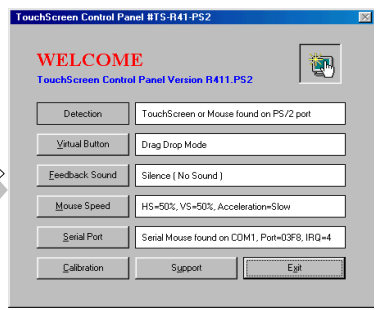 TouchScreen Control Panel #TS-R41-PS2
WELCOME
TouchScreen Control Panel Version R411.PS2
Detection TouchScreen or Mouse found on PS/2 port
Virtual Button Drag Drop Mode
Feedback Sound Silence ( No Sound )
Mouse Speed HS=50%, VS=50%, Acceleration=Slow
Serial Port Serial Mouse found on COM1, Port=03F8, IRQ=4
Calibration Support Exit